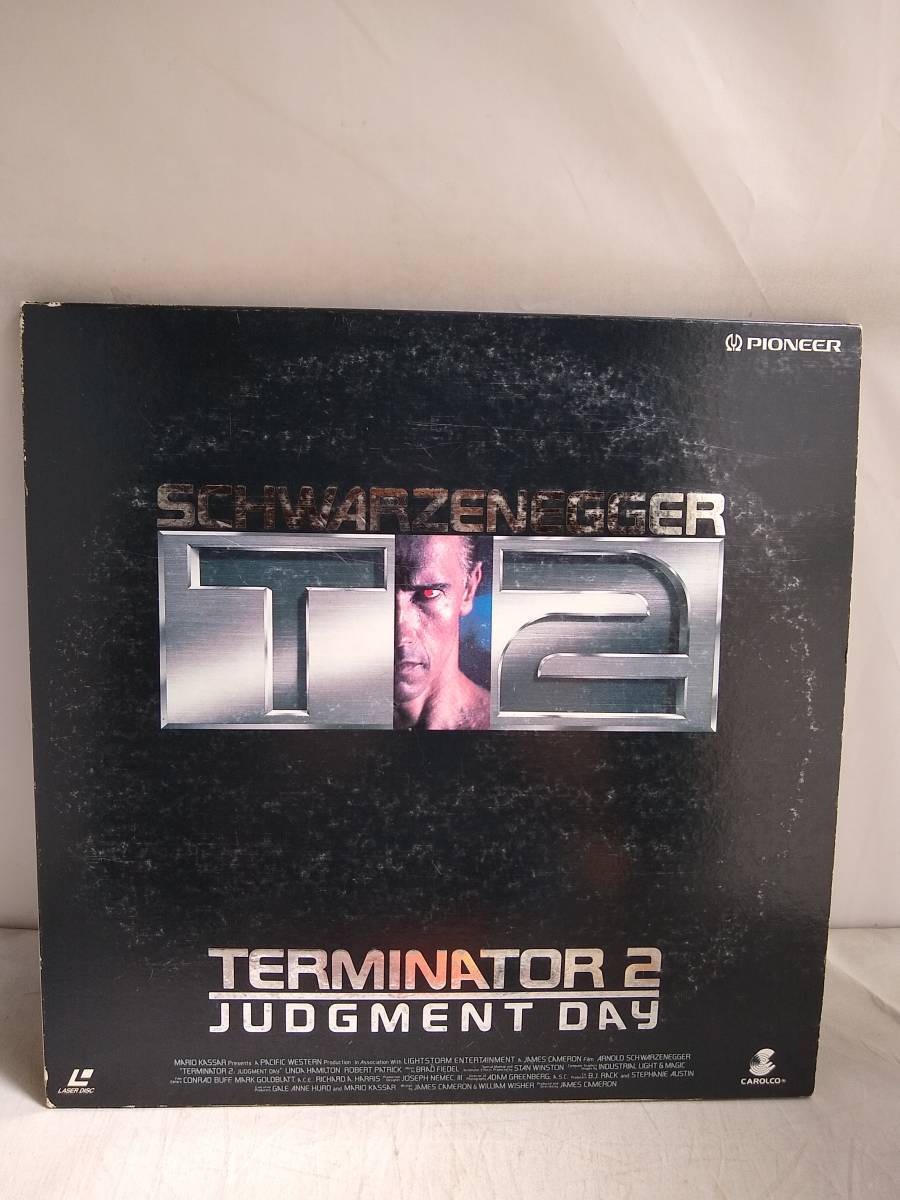 PIONEER
SCHWARZENEGGER
T2
TERMINATOR 2
JUDGMENT DAY
MARIO KASSAR Presents A PACIFIC WESTERN Production In Association With LIGHTSTORM ENTERTAINMENT A JAMES CAMERON Film ARNOLD SCHWARZENEGGER
"TERMINATOR 2: JUDGMENT DAY" LINDA HAMILTON ROBERT PATRICK BRAD FIEDEL STAN WINSTON INDUSTRIAL LIGHT & MAGIC
CONRAD BUFF MARK GOLDBLATT, A.C.E. RICHARD A. HARRIS JOSEPH NEMEC III ADAM GREENBERG, A.S.C. B.J. RACK and STEPHANIE AUSTIN
GALE ANNE HURD and MARIO KASSAR JAMES CAMERON & WILLIAM WISHER JAMES CAMERON
LASER DISC
CAROLCO®